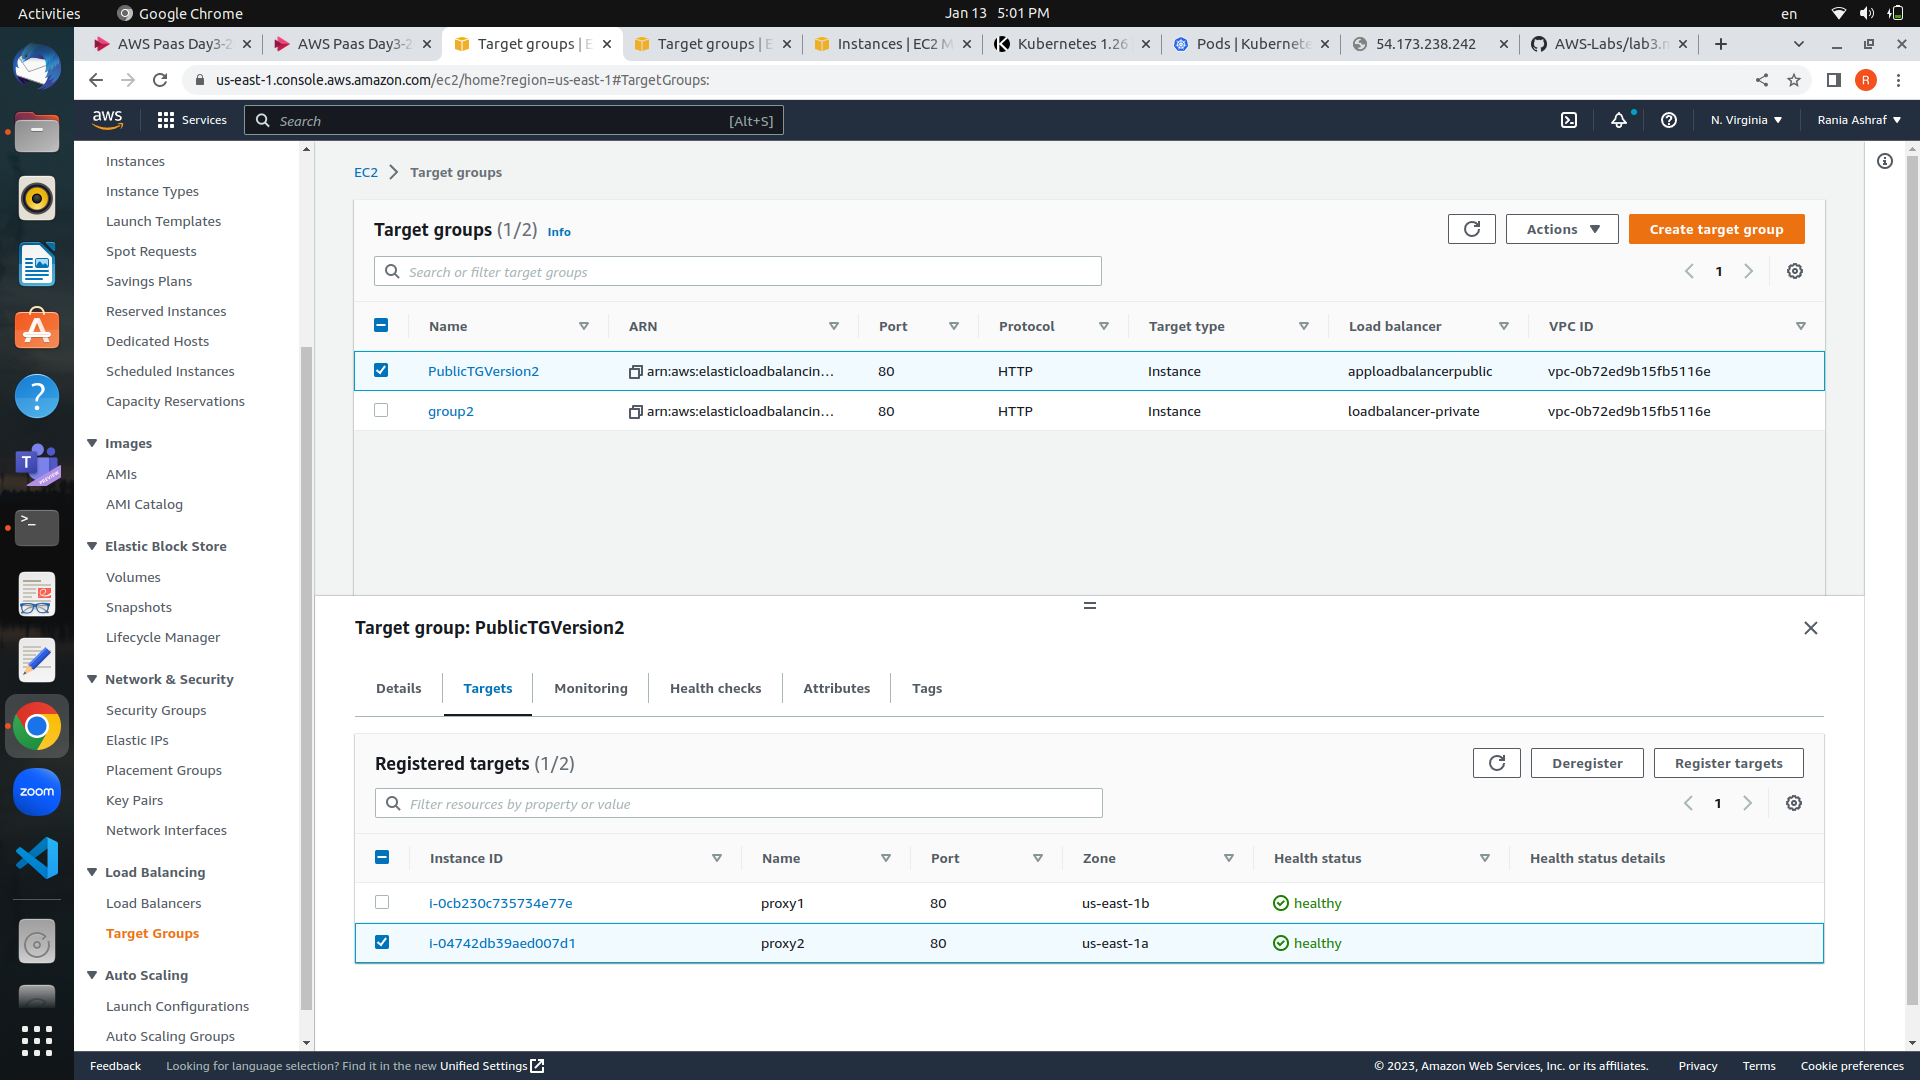 Activities
Google Chrome
Jan 13 5:01 PM
en
AWS Paas Day3-2
AWS Paas Day3-2
Target groups | E
Target groups | E
Instances | EC2 M
Kubernetes 1.26
Pods | Kubernete
54.173.238.242
AWS-Labs/lab3.m
us-east-1.console.aws.amazon.com/ec2/home?region=us-east-1#TargetGroups:
R
aws
Services
Search
[Alt+S]
N. Virginia
Rania Ashraf
Instances
Instance Types
Launch Templates
Spot Requests
Savings Plans
Reserved Instances
Dedicated Hosts
Scheduled Instances
Capacity Reservations
Images
AMIs
AMI Catalog
Elastic Block Store
Volumes
Snapshots
Lifecycle Manager
Network & Security
Security Groups
Elastic IPs
Placement Groups
Key Pairs
Network Interfaces
Load Balancing
Load Balancers
Target Groups
Auto Scaling
Launch Configurations
Auto Scaling Groups
EC2 > Target groups
Target groups (1/2) Info
Actions
Create target group
Search or filter target groups
1
Name ARN Port Protocol Target type Load balancer VPC ID
PublicTGVersion2 arn:aws:elasticloadbalancin... 80 HTTP Instance apploadbalancerpublic vpc-0b72ed9b15fb5116e
group2 arn:aws:elasticloadbalancin... 80 HTTP Instance loadbalancer-private vpc-0b72ed9b15fb5116e
Target group: PublicTGVersion2
Details Targets Monitoring Health checks Attributes Tags
Registered targets (1/2)
Deregister
Register targets
Filter resources by property or value
1
Instance ID Name Port Zone Health status Health status details
i-0cb230c735734e77e proxy1 80 us-east-1b healthy
i-04742db39aed007d1 proxy2 80 us-east-1a healthy
zoom
Feedback
Looking for language selection? Find it in the new Unified Settings
© 2023, Amazon Web Services, Inc. or its affiliates.
Privacy
Terms
Cookie preferences